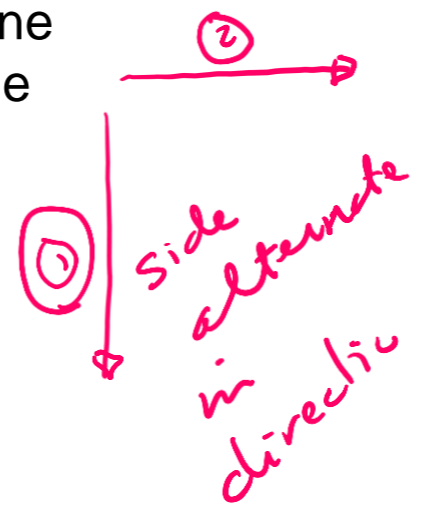 ne
e
2
1
side
alternate
in
directio